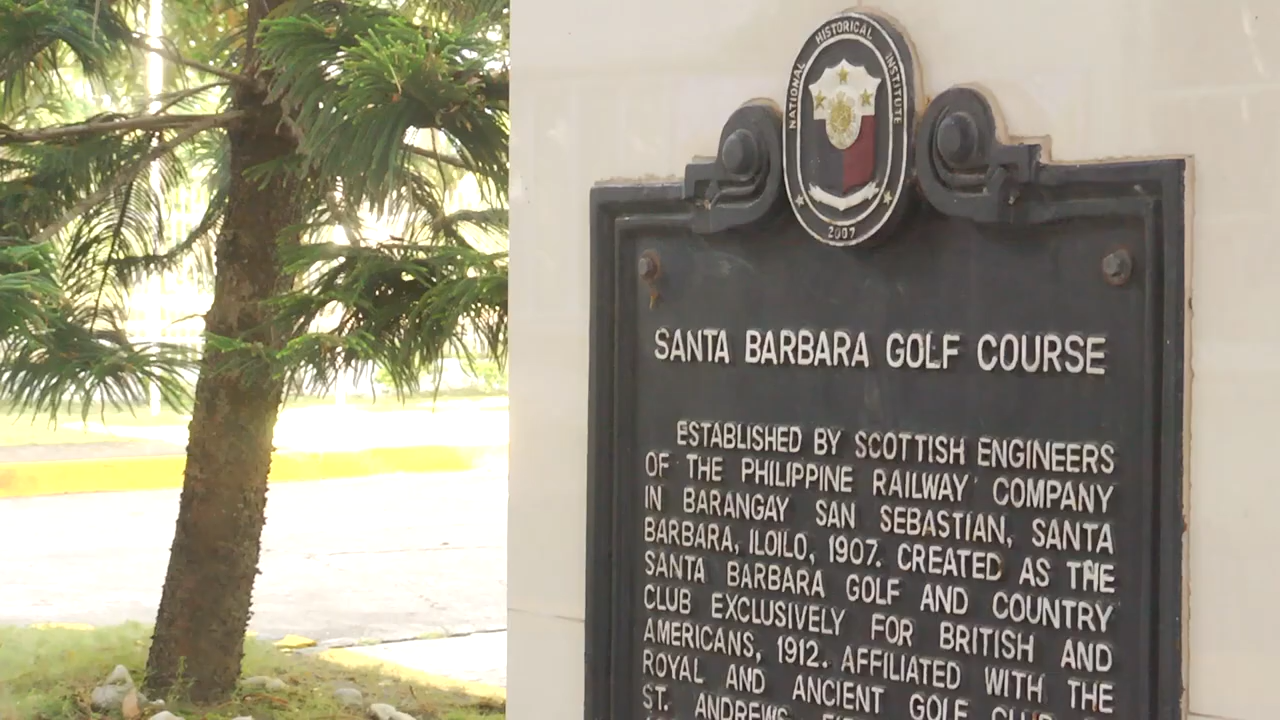 NATIONAL HISTORICAL INSTITUTE
2007
SANTA BARBARA GOLF COURSE
ESTABLISHED BY SCOTTISH ENGINEERS
OF THE PHILIPPINE RAILWAY COMPANY
IN BARANGAY SAN SEBASTIAN, SANTA
BARBARA, ILOILO, 1907. CREATED AS THE
SANTA BARBARA GOLF AND COUNTRY
CLUB EXCLUSIVELY FOR BRITISH AND
AMERICANS, 1912. AFFILIATED WITH THE
ROYAL AND ANCIENT GOLF CLUB
ST. ANDREWS,